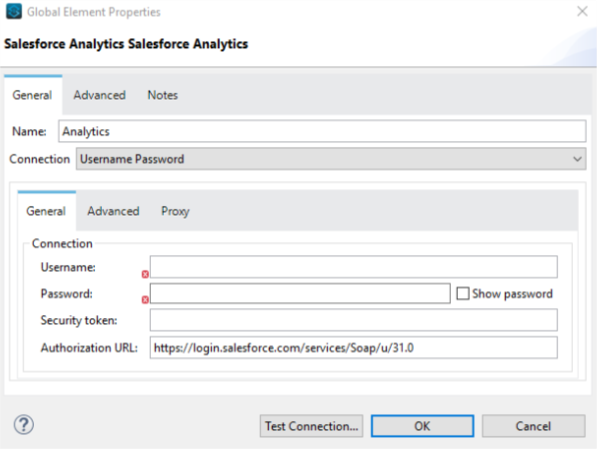 Global Element Properties
Salesforce Analytics Salesforce Analytics
General Advanced Notes
Name: Analytics
Connection Username Password
General Advanced Proxy
Connection
Username:
Password: Show password
Security token:
Authorization URL: https://login.salesforce.com/services/Soap/u/31.0
? Test Connection... OK Cancel